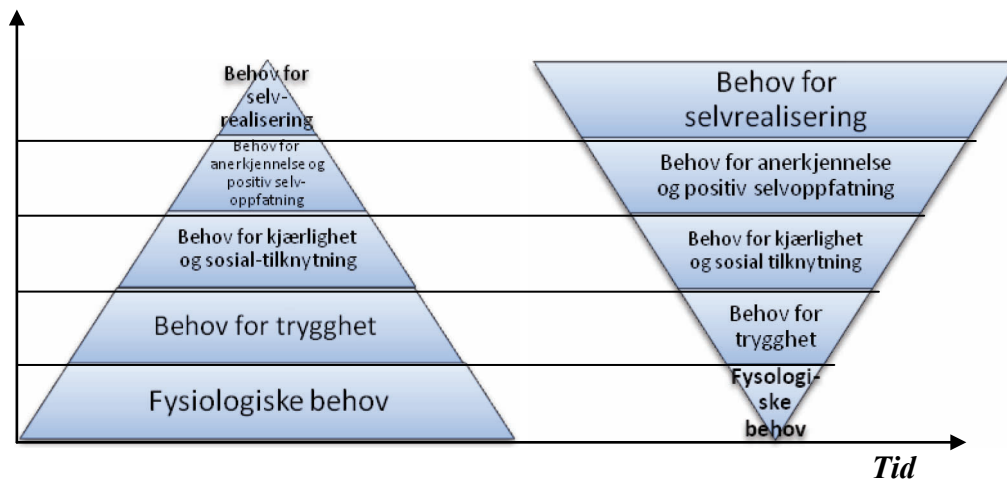 Behov for
selv-
realisering
Behov for
anerkjennelse og
positiv selv-
oppfatning
Behov for kjærlighet
og sosial-tilknytning
Behov for trygghet
Fysiologiske behov
Behov for
selvrealisering
Behov for anerkjennelse
og positiv selvoppfatning
Behov for kjærlighet
og sosial tilknytning
Behov for
trygghet
Fysologi-
ske
behov
Tid